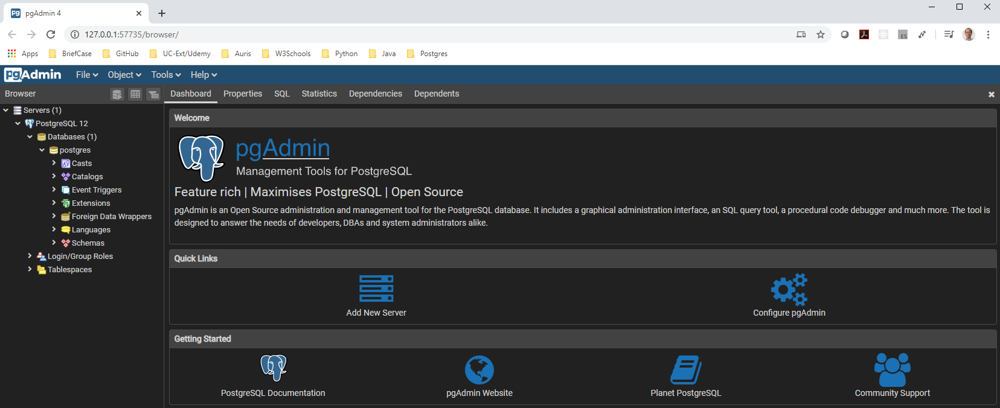 pgAdmin 4
127.0.0.1:57735/browser/
Apps BriefCase GitHub UC-Ext/Udemy Auris W3Schools Python Java Postgres
pgAdmin File Object Tools Help
Browser
Dashboard Properties SQL Statistics Dependencies Dependents
Servers (1)
PostgreSQL 12
Databases (1)
postgres
Casts
Catalogs
Event Triggers
Extensions
Foreign Data Wrappers
Languages
Schemas
Login/Group Roles
Tablespaces
Welcome
pgAdmin
Management Tools for PostgreSQL
Feature rich | Maximises PostgreSQL | Open Source
pgAdmin is an Open Source administration and management tool for the PostgreSQL database. It includes a graphical administration interface, an SQL query tool, a procedural code debugger and much more. The tool is
designed to answer the needs of developers, DBAs and system administrators alike.
Quick Links
Add New Server
Configure pgAdmin
Getting Started
PostgreSQL Documentation
pgAdmin Website
Planet PostgreSQL
Community Support